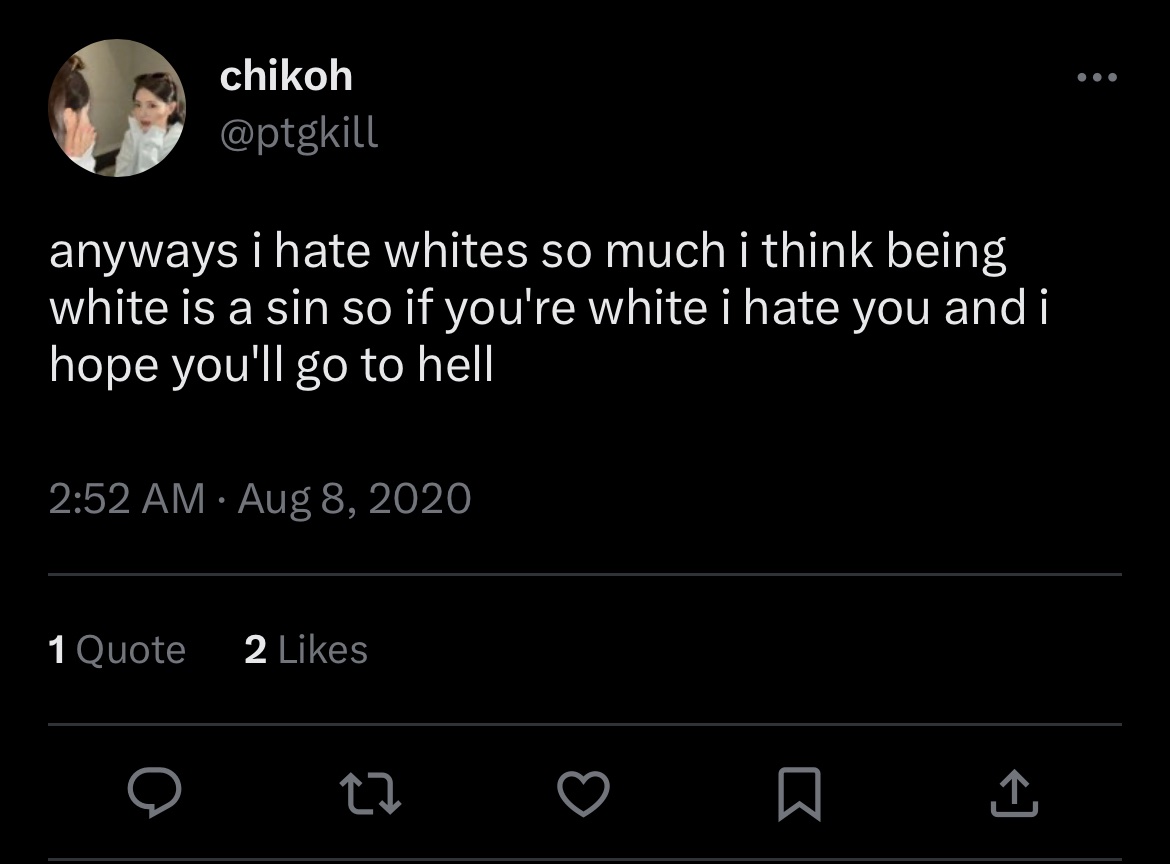 chikoh
@ptgkill
anyways i hate whites so much i think being
white is a sin so if you're white i hate you and i
hope you'll go to hell
2:52 AM · Aug 8, 2020
1 Quote 2 Likes